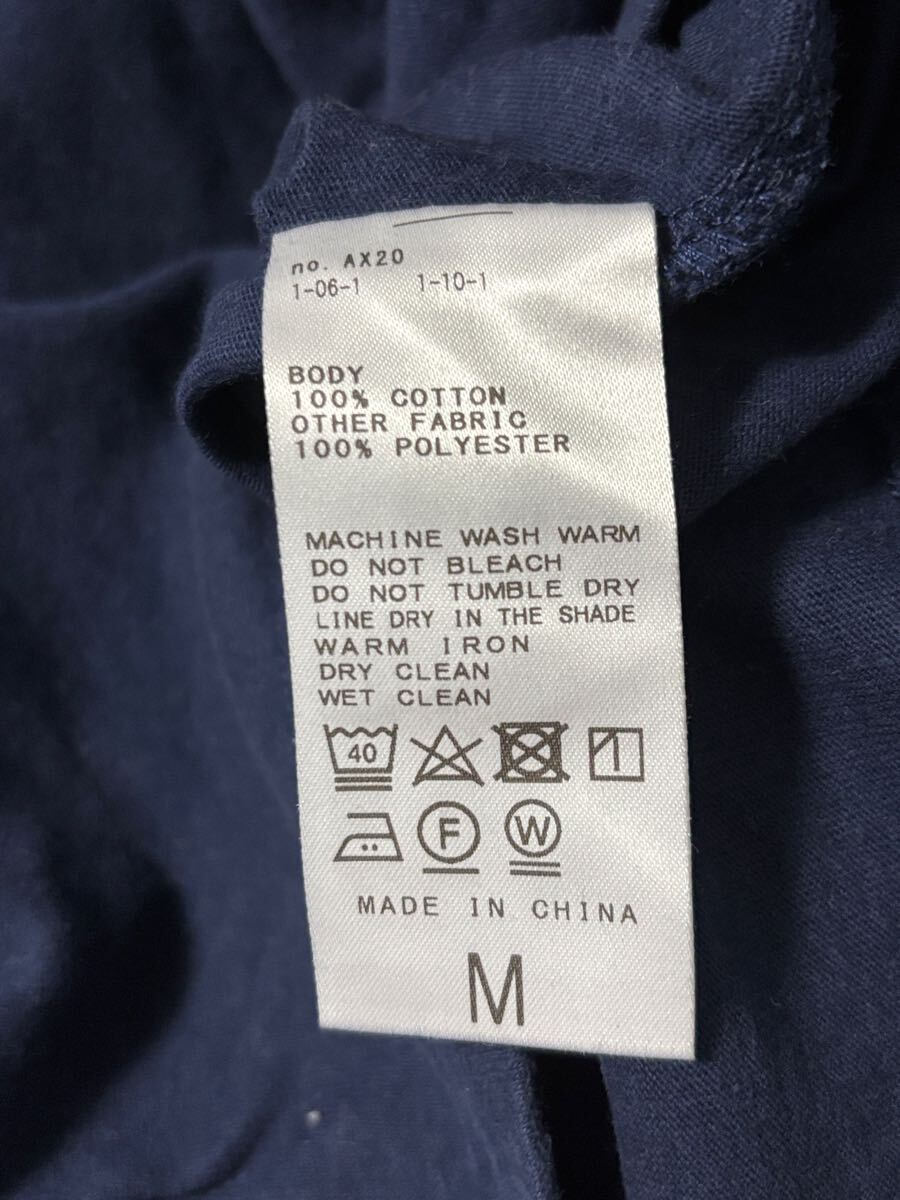 no. AX20
1-06-1 1-10-1
BODY
100% COTTON
OTHER FABRIC
100% POLYESTER
MACHINE WASH WARM
DO NOT BLEACH
DO NOT TUMBLE DRY
LINE DRY IN THE SHADE
WARM IRON
DRY CLEAN
WET CLEAN
40
F W
MADE IN CHINA
M